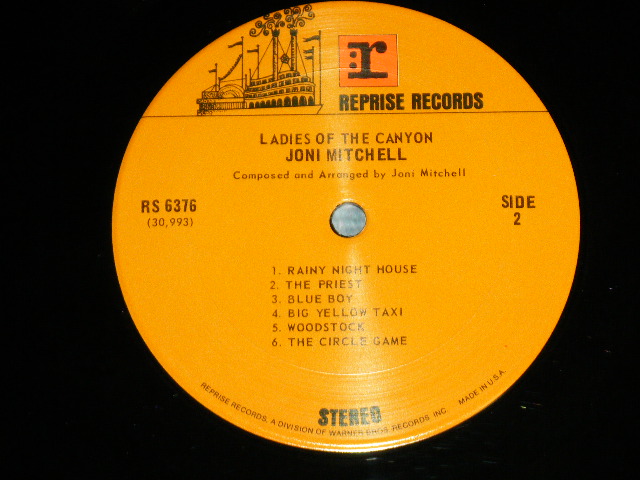 r:
REPRISE RECORDS
LADIES OF THE CANYON
JONI MITCHELL
Composed and Arranged by Joni Mitchell
RS 6376
(30,993)
SIDE
2
1. RAINY NIGHT HOUSE
2. THE PRIEST
3. BLUE BOY
4. BIG YELLOW TAXI
5. WOODSTOCK
6. THE CIRCLE GAME
STEREO
REPRISE RECORDS, A DIVISION OF WARNER BROS. RECORDS, INC. MADE IN U.S.A.